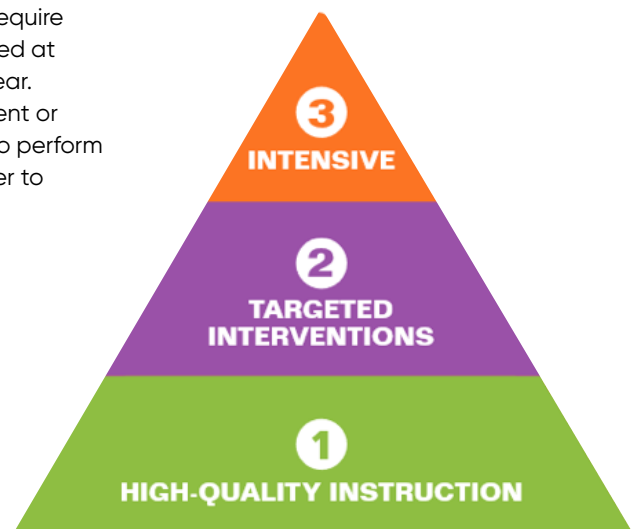 equire
ed at
ear.
ent or
o perform
er to
3
INTENSIVE
2
TARGETED
INTERVENTIONS
1
HIGH-QUALITY INSTRUCTION